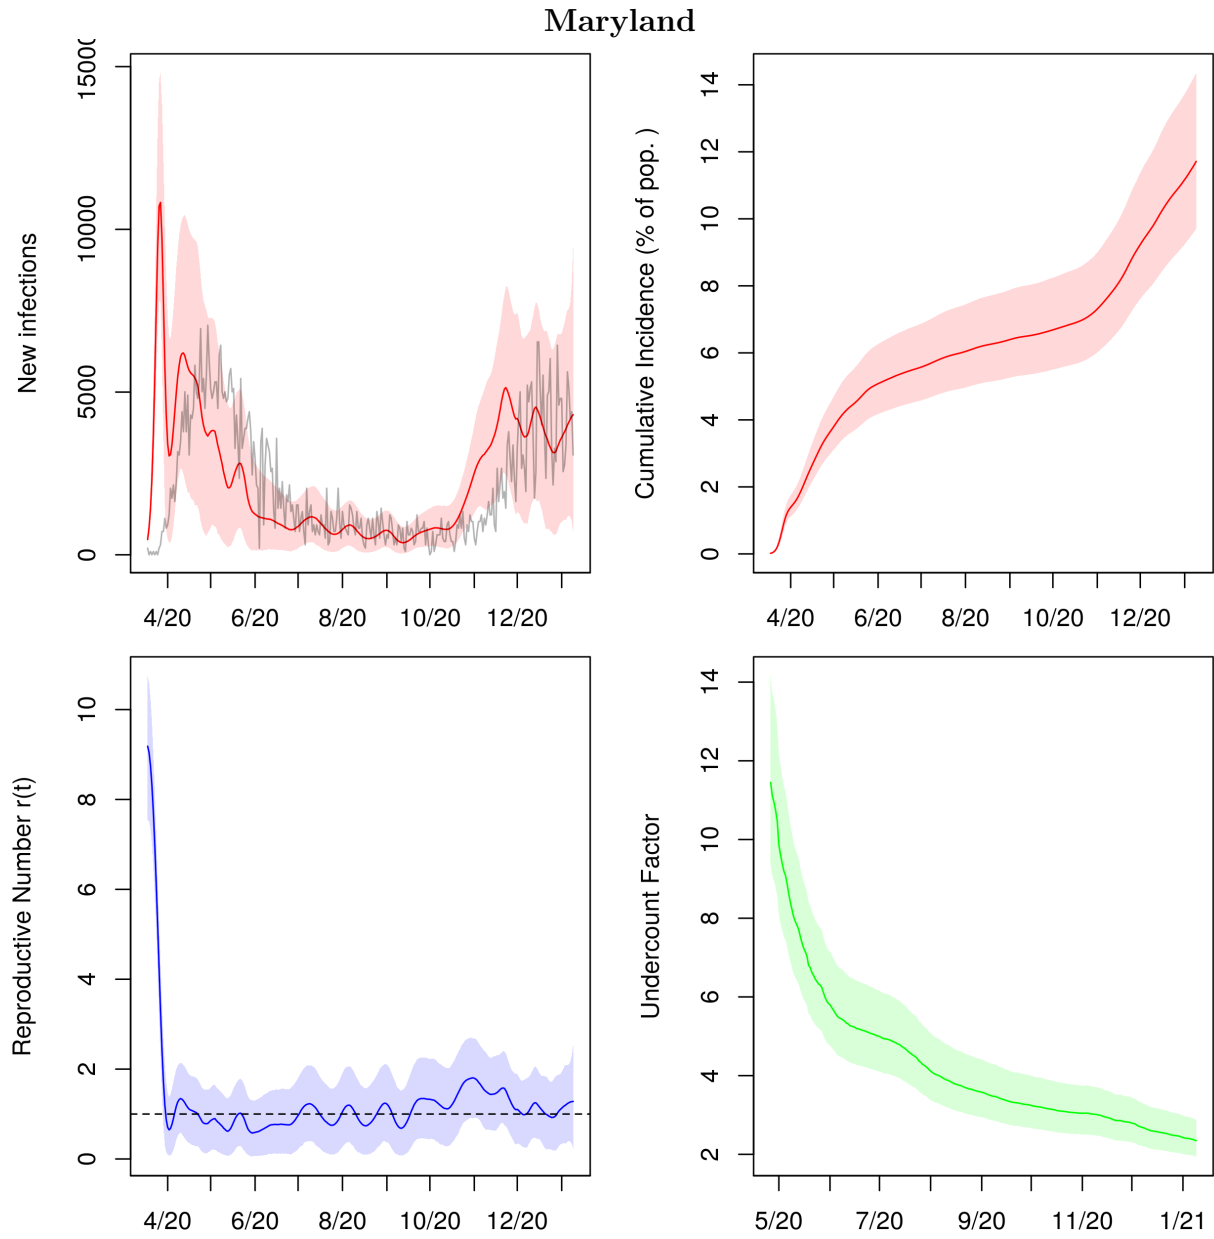 Maryland
New infections
0
5000
10000
1500
4/20 6/20 8/20 10/20 12/20
Cumulative Incidence (% of pop. )
0
2
4
6
8
10
12
14
4/20 6/20 8/20 10/20 12/20
Reproductive Number r(t)
0
2
4
6
8
10
4/20 6/20 8/20 10/20 12/20
Undercount Factor
2
4
6
8
10
12
14
5/20 7/20 9/20 11/20 1/21